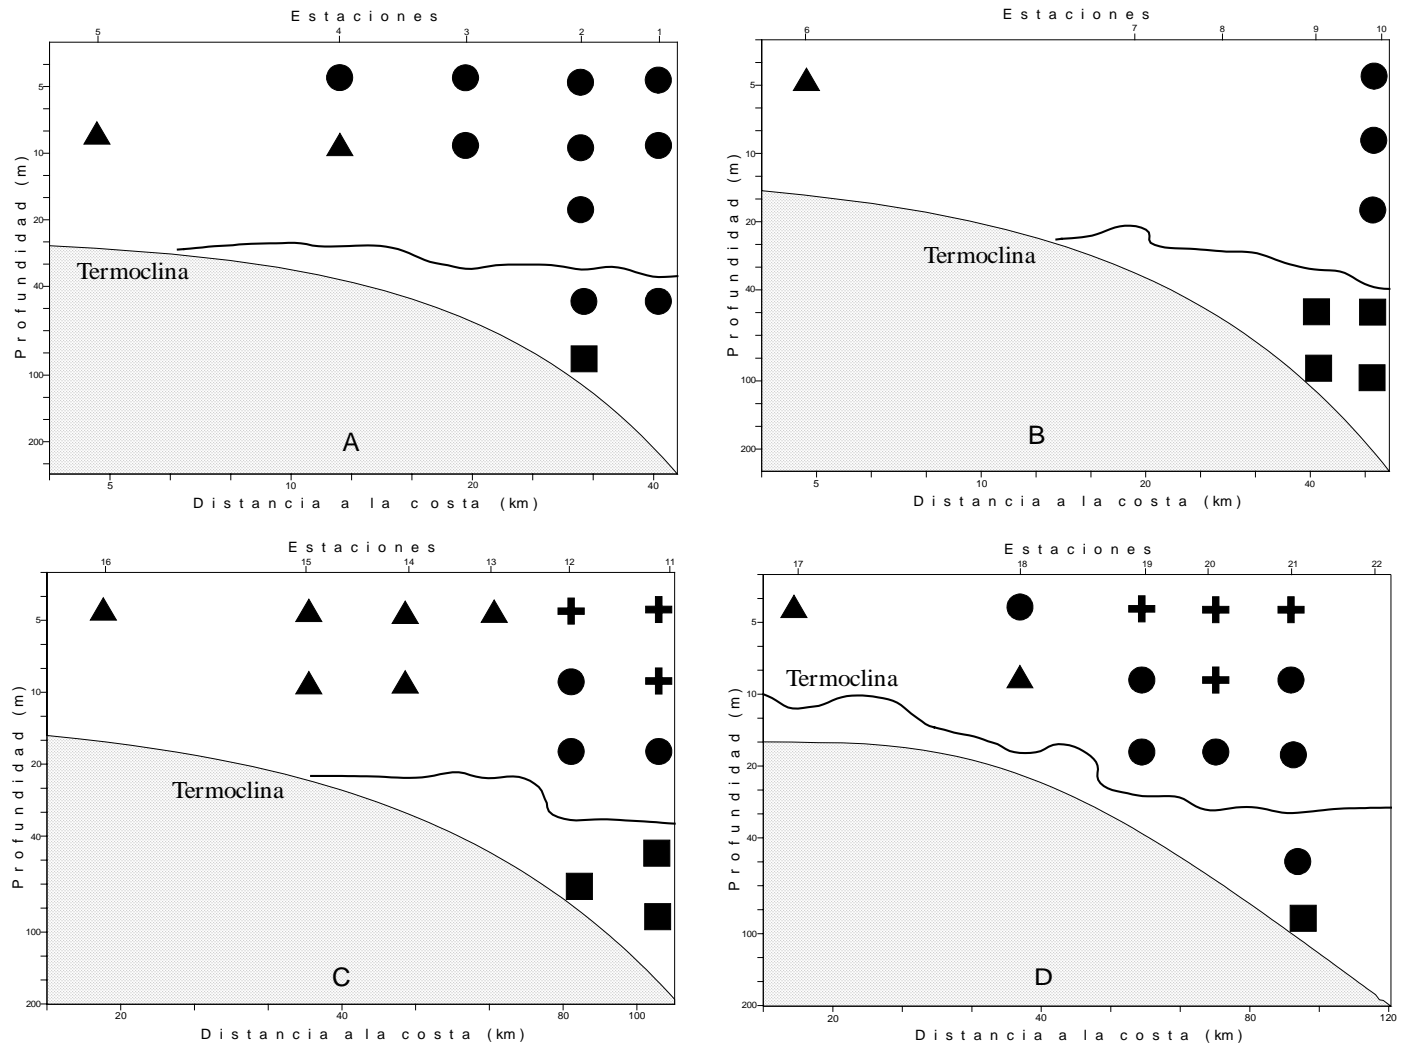 Estaciones
5 4 3 2 1
Profundidad (m)
5
10
20
40
100
200
Termoclina
A
5 10 20 40
Distancia a la costa (km)
Estaciones
6 7 8 9 10
Profundidad (m)
5
10
20
40
100
200
Termoclina
B
5 10 20 40
Distancia a la costa (km)
Estaciones
16 15 14 13 12 11
Profundidad (m)
5
10
20
40
100
200
Termoclina
C
20 40 80 100
Distancia a la costa (km)
Estaciones
17 18 19 20 21 22
Profundidad (m)
5
10
20
40
100
200
Termoclina
D
20 40 80 120
Distancia a la costa (km)